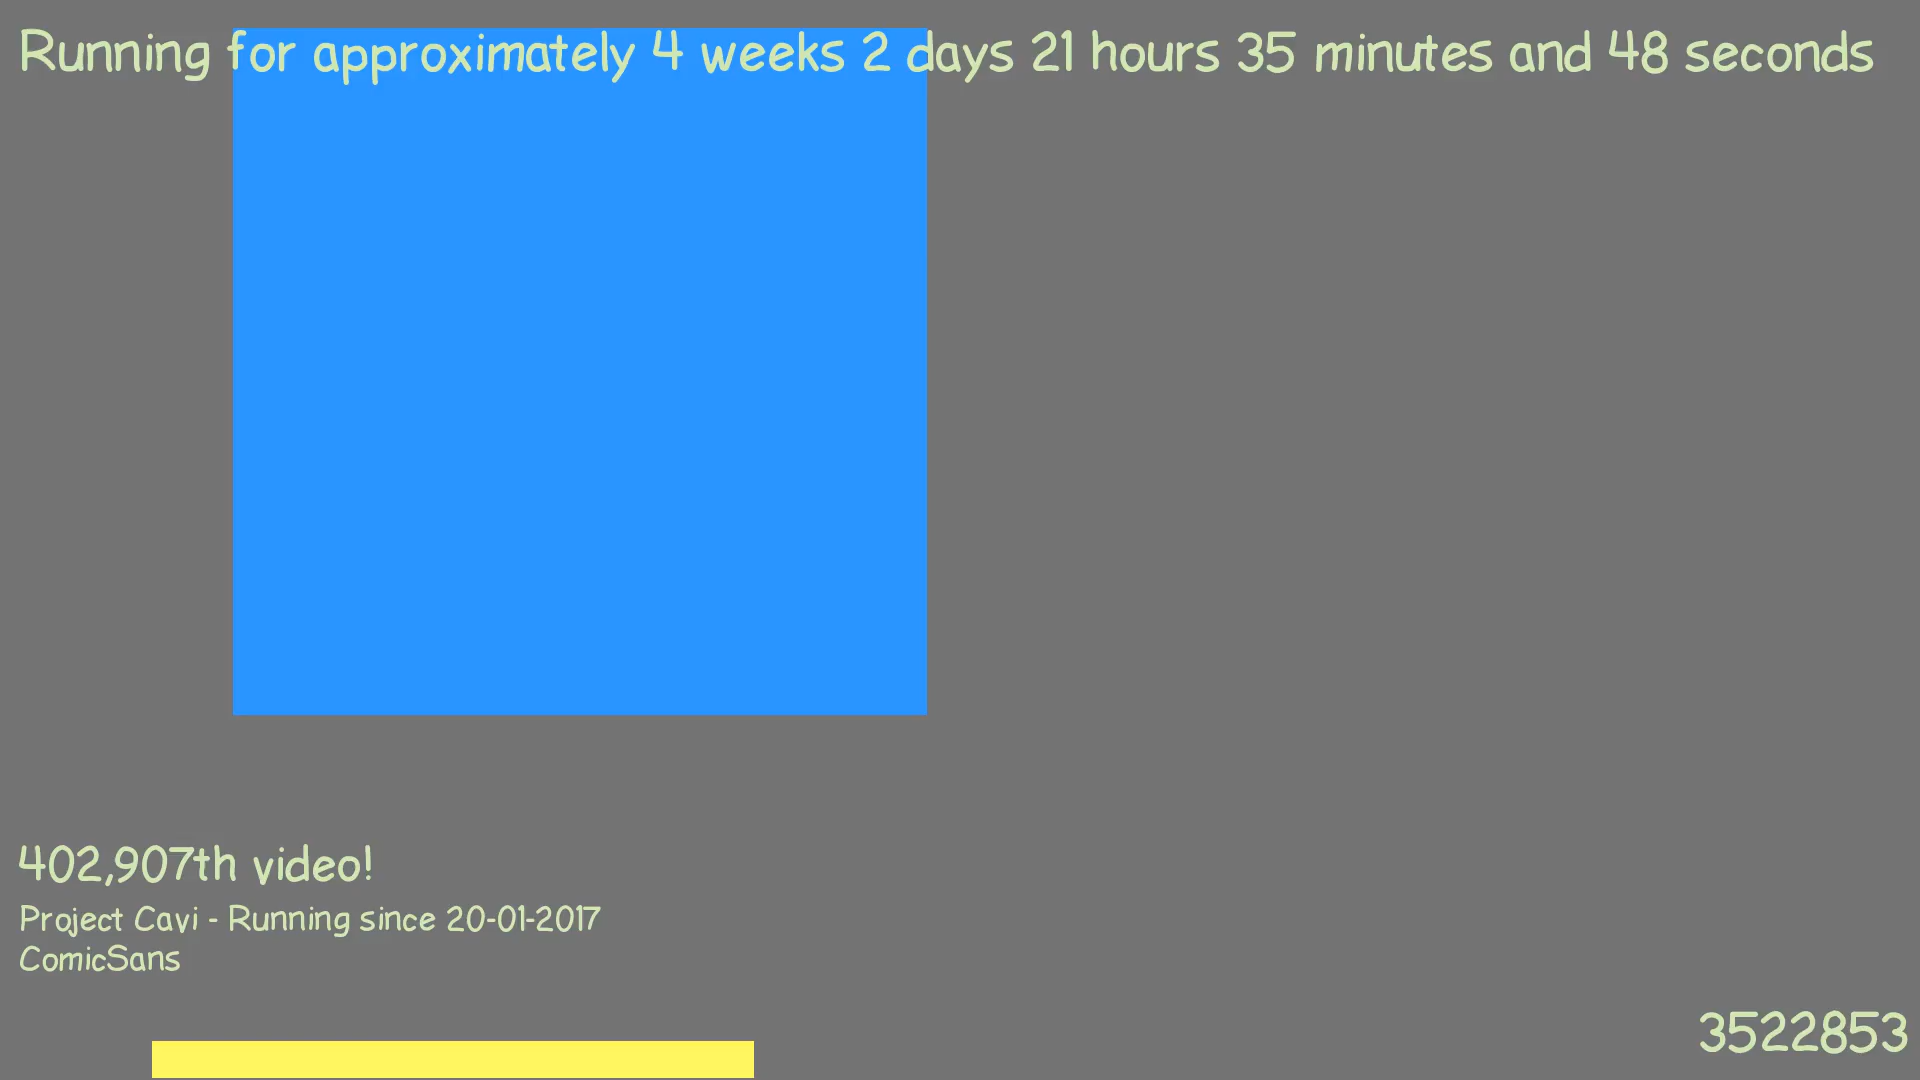 Running for approximately 4 weeks 2 days 21 hours 35 minutes and 48 seconds
402,907th video!
Project Cavi - Running since 20-01-2017
ComicSans
3522853